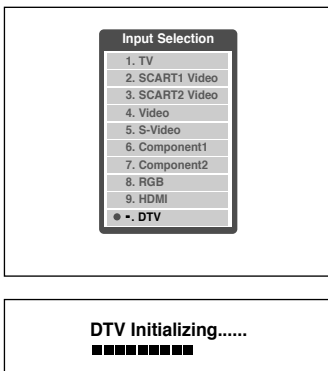 Input Selection
1. TV
2. SCART1 Video
3. SCART2 Video
4. Video
5. S-Video
6. Component1
7. Component2
8. RGB
9. HDMI
-. DTV
DTV Initializing......